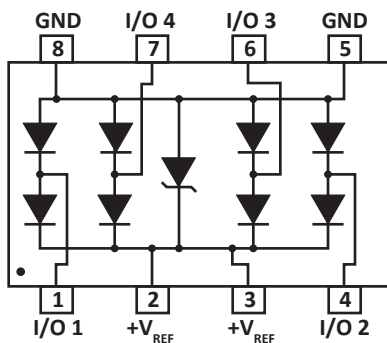 GND I/O 4 I/O 3 GND
8 7 6 5
1 2 3 4
I/O 1 +VREF +VREF I/O 2